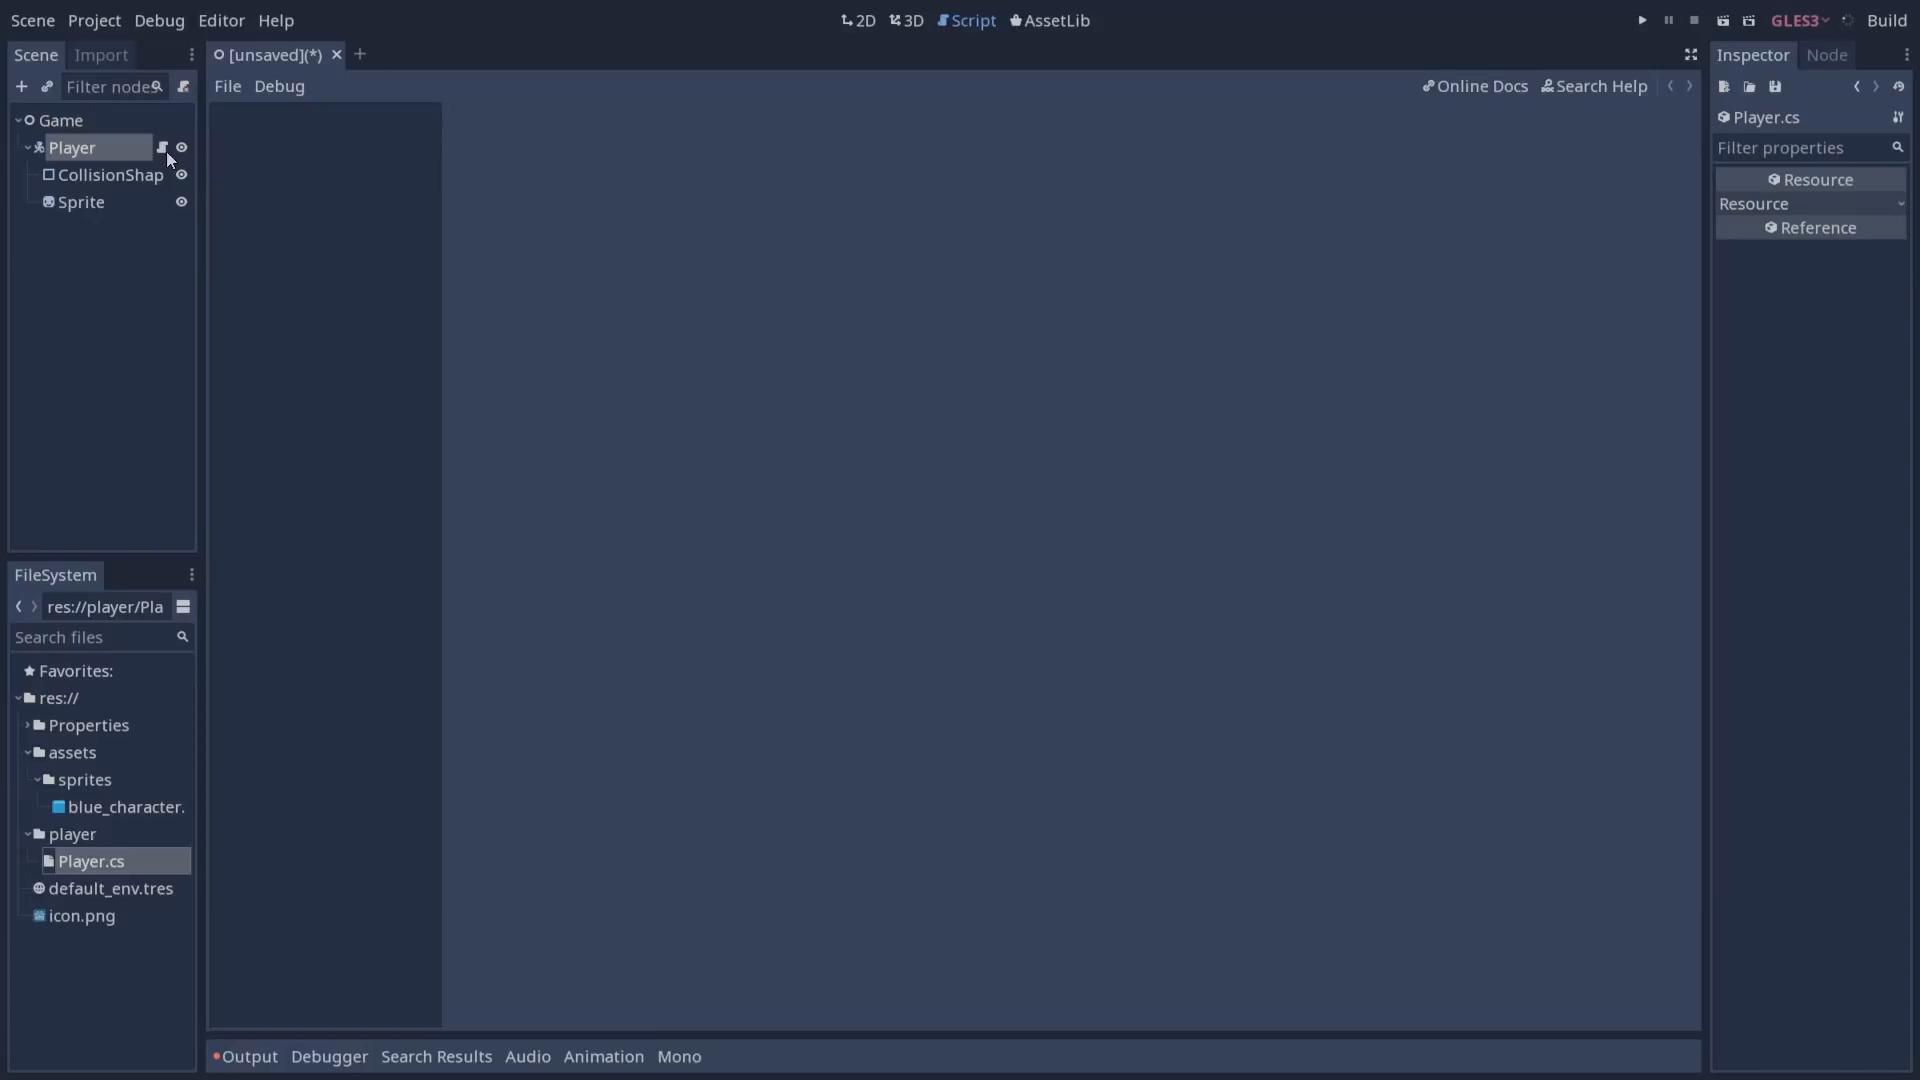 Scene Project Debug Editor Help
2D 3D Script AssetLib
GLES3 Build
Scene Import
[unsaved](*)
Inspector Node
Filter nodes
File Debug
Online Docs Search Help
Game
Player
CollisionShap
Sprite
Player.cs
Filter properties
Resource
Resource
Reference
FileSystem
res://player/Pla
Search files
Favorites:
res://
Properties
assets
sprites
blue_character.
player
Player.cs
default_env.tres
icon.png
Output Debugger Search Results Audio Animation Mono